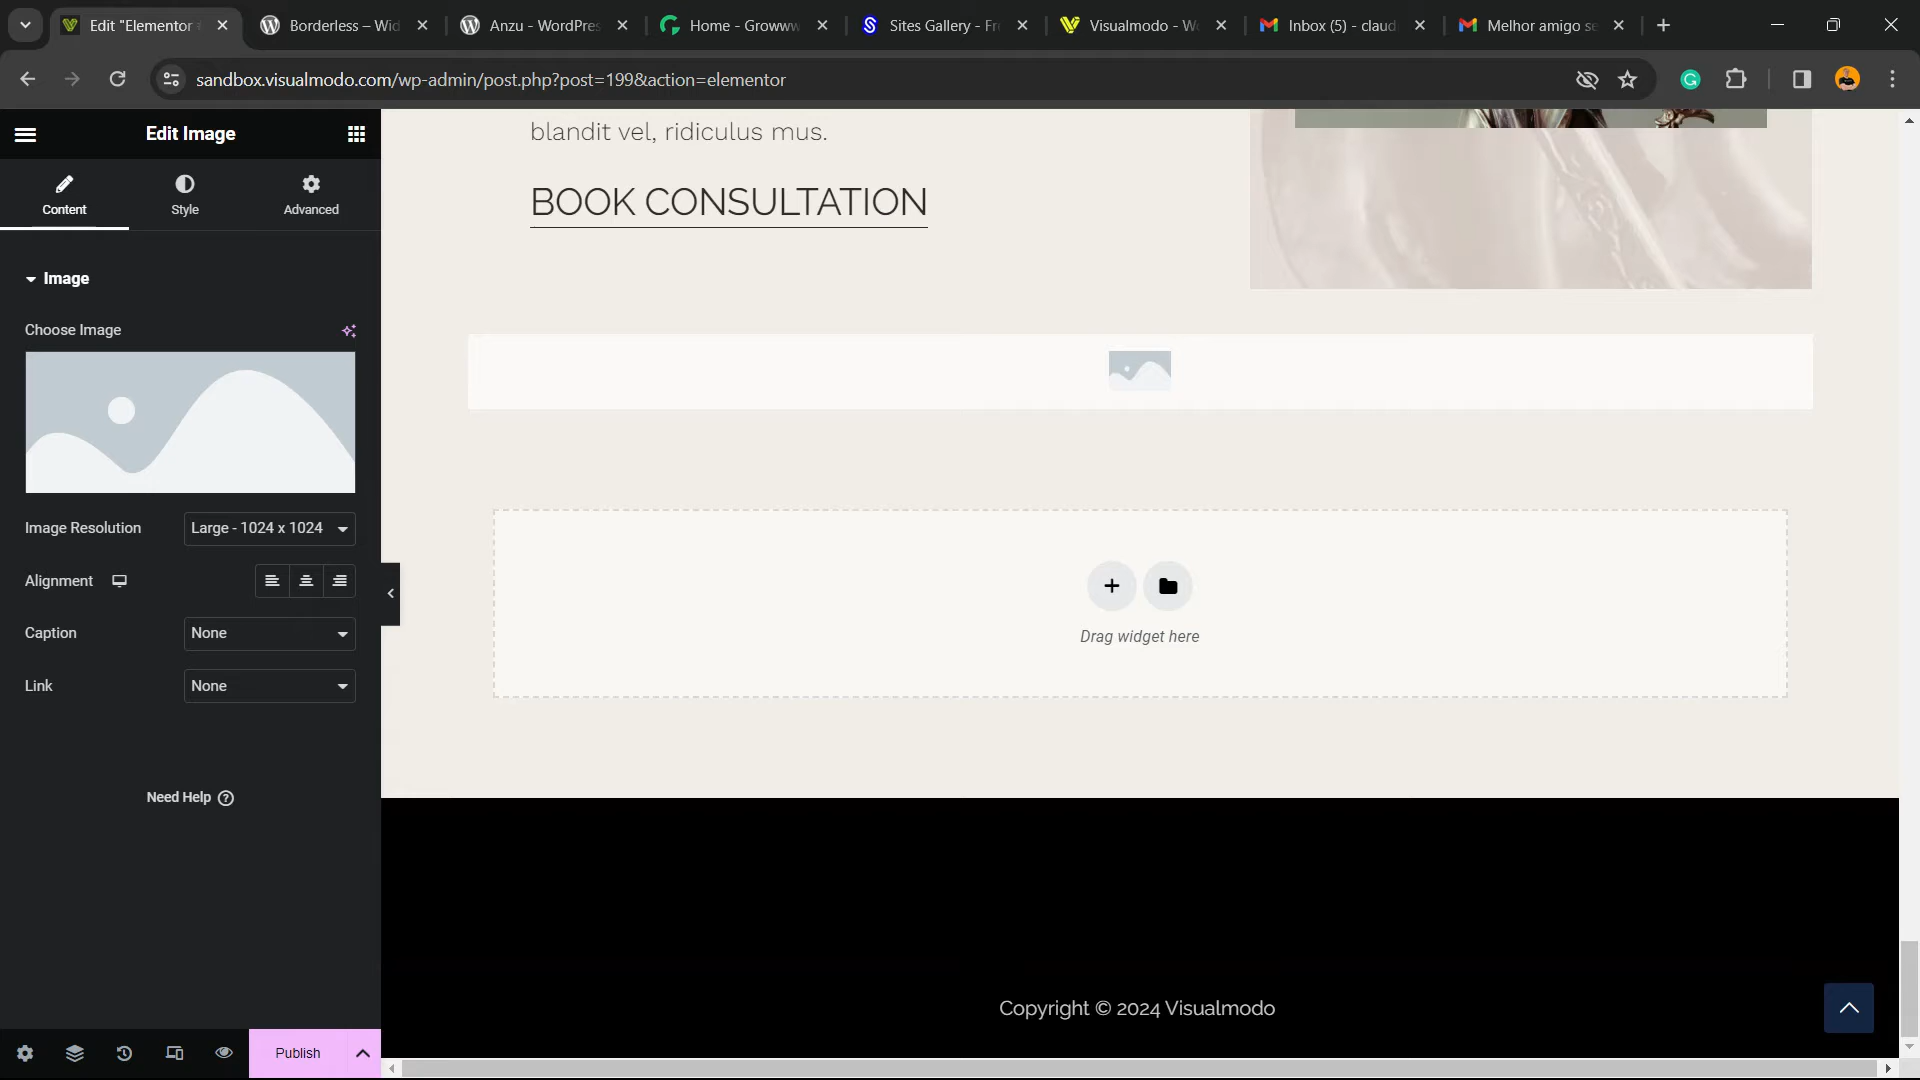 Edit "Elementor
Borderless – Wid
Anzu - WordPres
Home - Growww
Sites Gallery - Fr
Visualmodo - Wo
Inbox (5) - claud
Melhor amigo se
sandbox.visualmodo.com/wp-admin/post.php?post=199&action=elementor
Edit Image
Content
Style
Advanced
Image
Choose Image
Image Resolution
Large - 1024 x 1024
Alignment
Caption
None
Link
None
Need Help
Publish
blandit vel, ridiculus mus.
BOOK CONSULTATION
Drag widget here
Copyright © 2024 Visualmodo